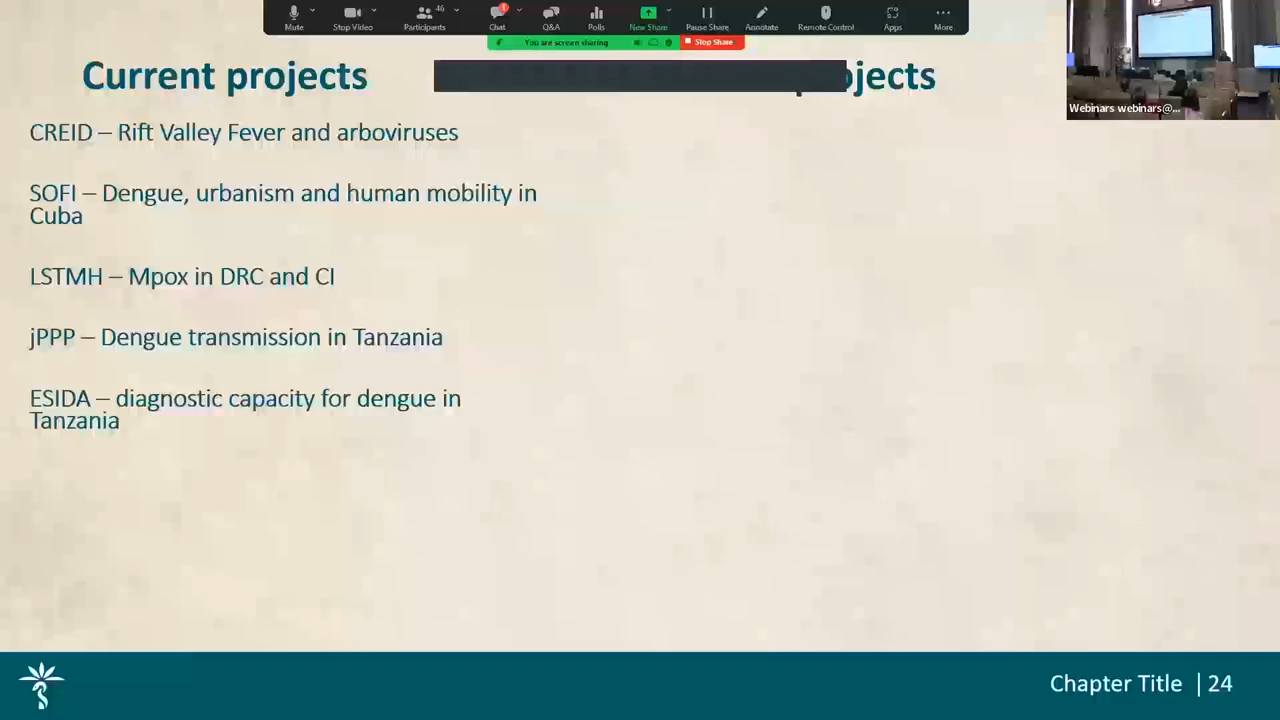 46
1
Mute
Stop Video
Participants
Chat
Q&A
Polls
New Share
Pause Share
Annotate
Remote Control
Apps
More
You are screen sharing
Stop Share
Webinars webinars@...
Current projects
CREID – Rift Valley Fever and arboviruses
SOFI – Dengue, urbanism and human mobility in
Cuba
LSTMH – Mpox in DRC and CI
jPPP – Dengue transmission in Tanzania
ESIDA – diagnostic capacity for dengue in
Tanzania
Chapter Title | 24